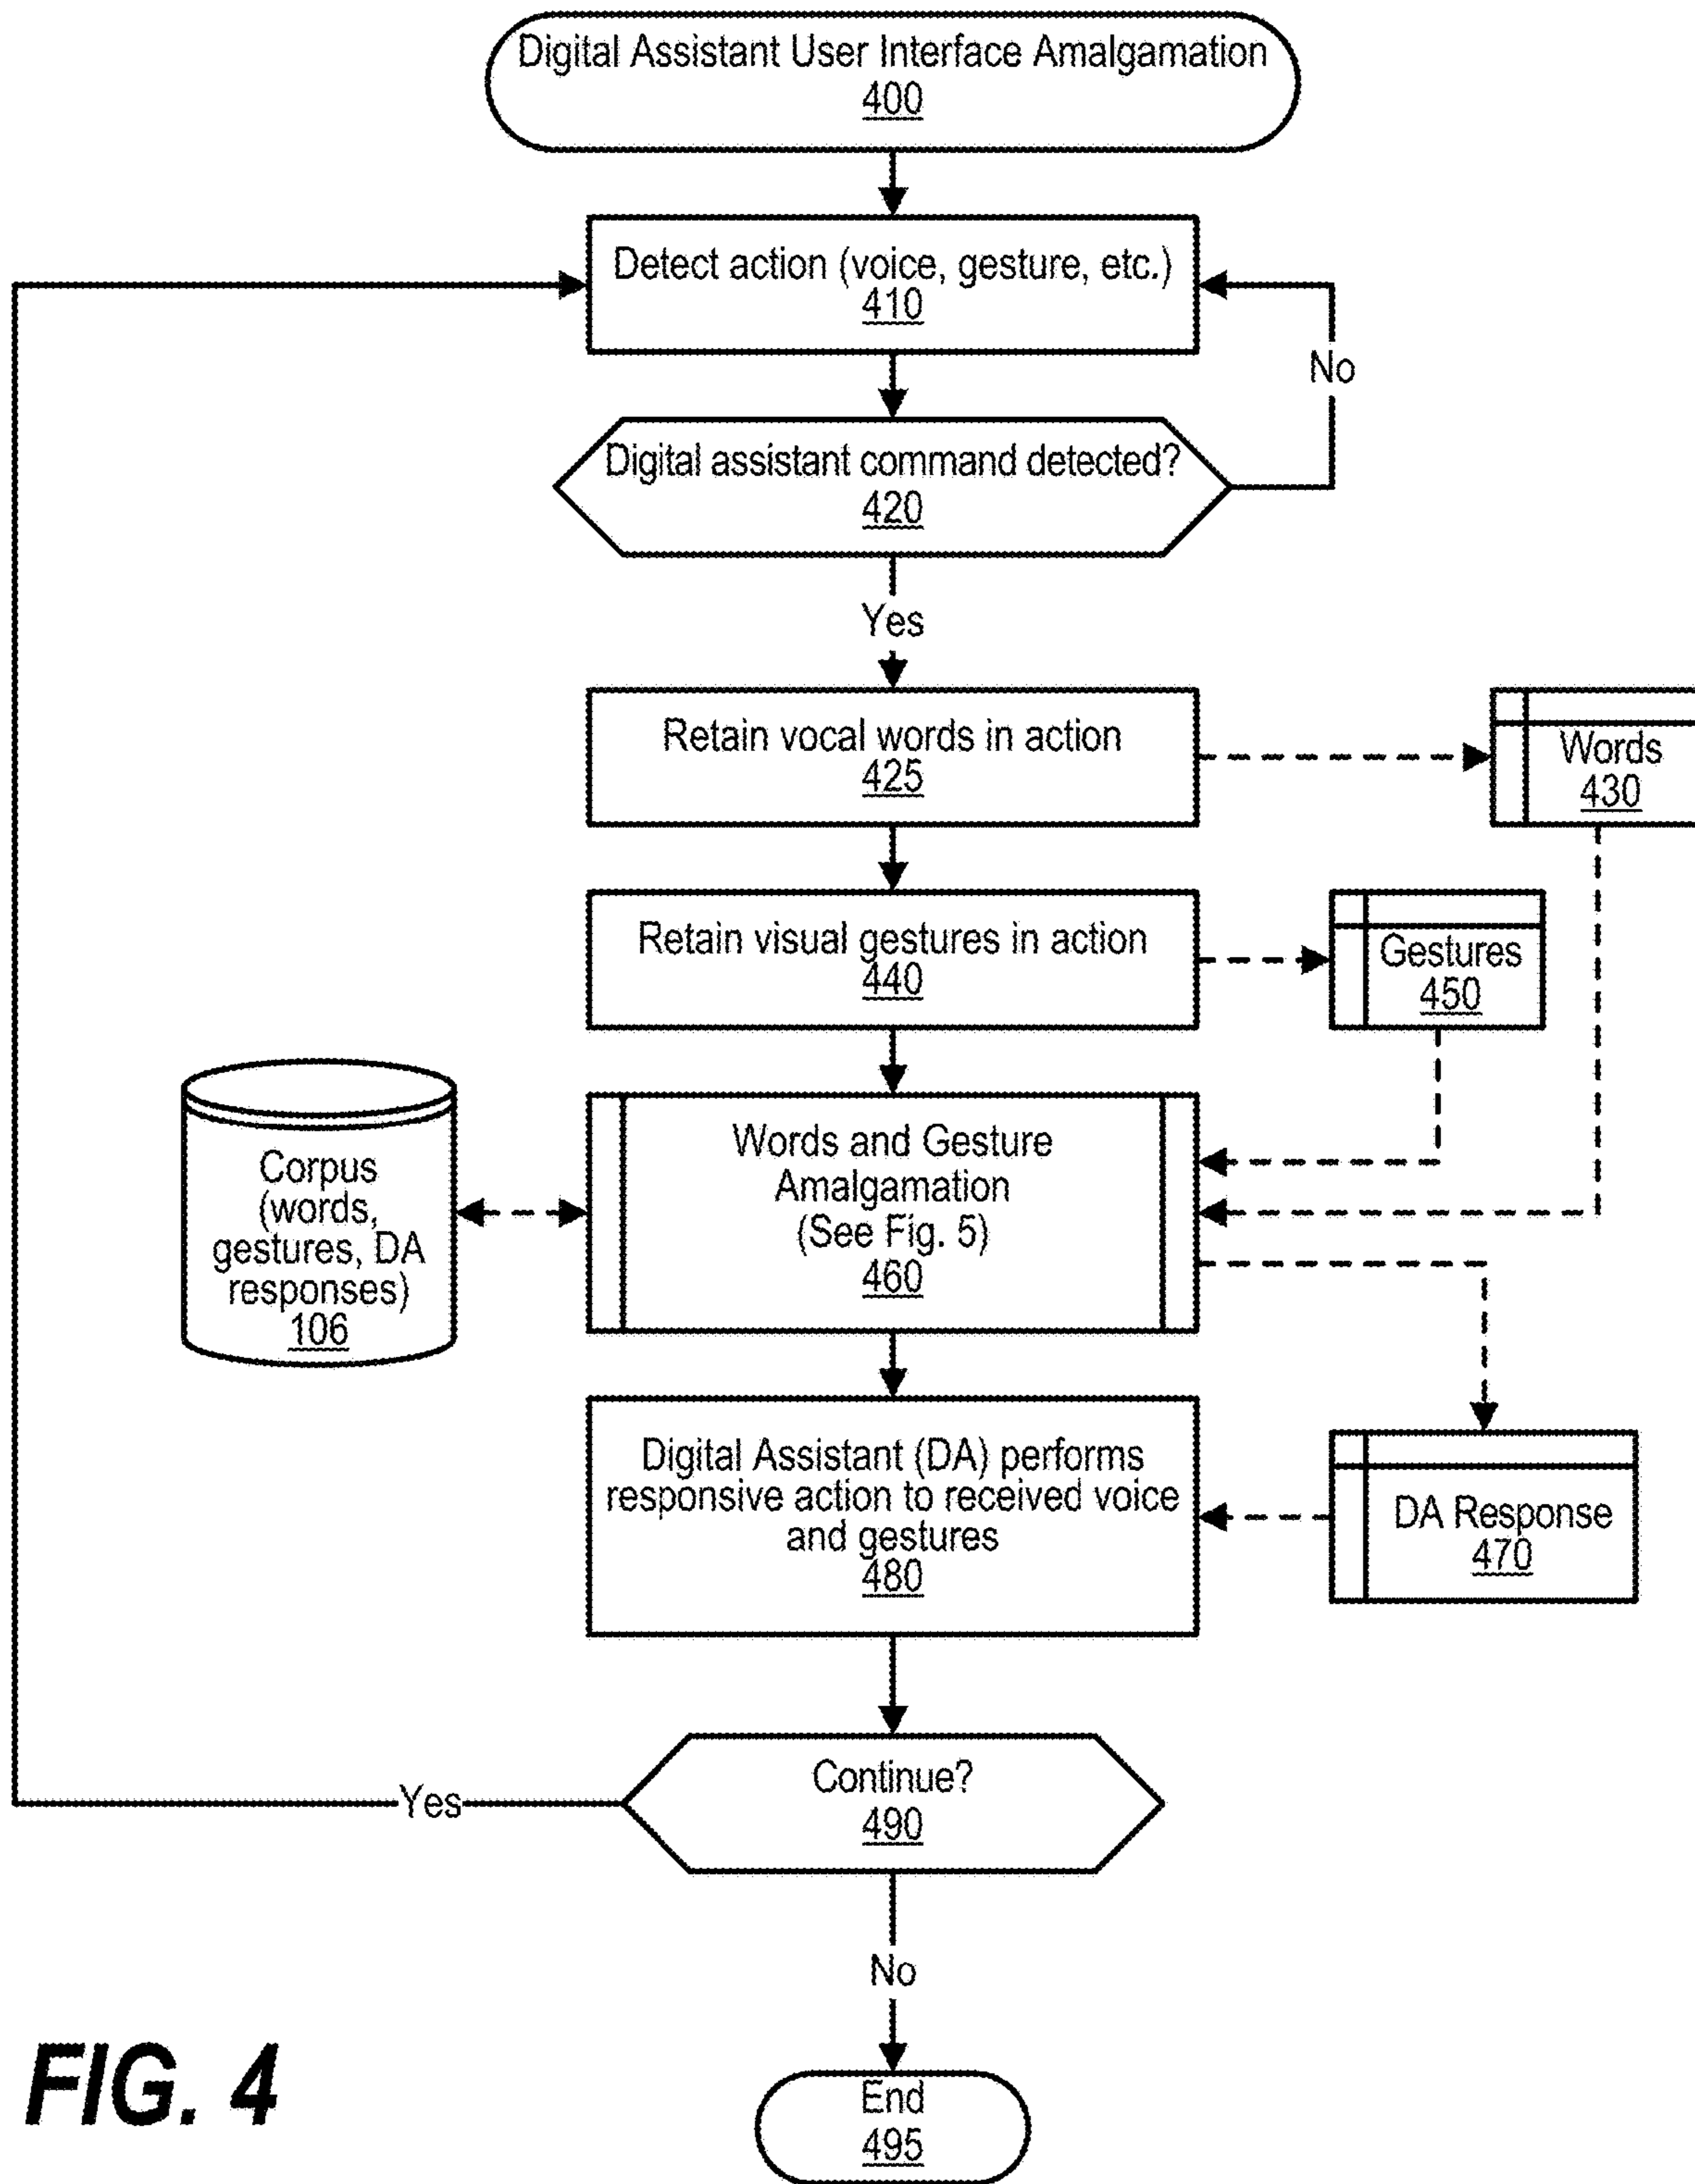 Digital Assistant User Interface Amalgamation
400
Detect action (voice, gesture, etc.)
410
No
Digital assistant command detected?
420
Yes
Retain vocal words in action
425
Words
430
Retain visual gestures in action
440
Gestures
450
Corpus
(words,
gestures, DA
responses)
106
Words and Gesture
Amalgamation
(See Fig. 5)
460
Digital Assistant (DA) performs
responsive action to received voice
and gestures
480
DA Response
470
Continue?
490
Yes
No
End
495
FIG. 4